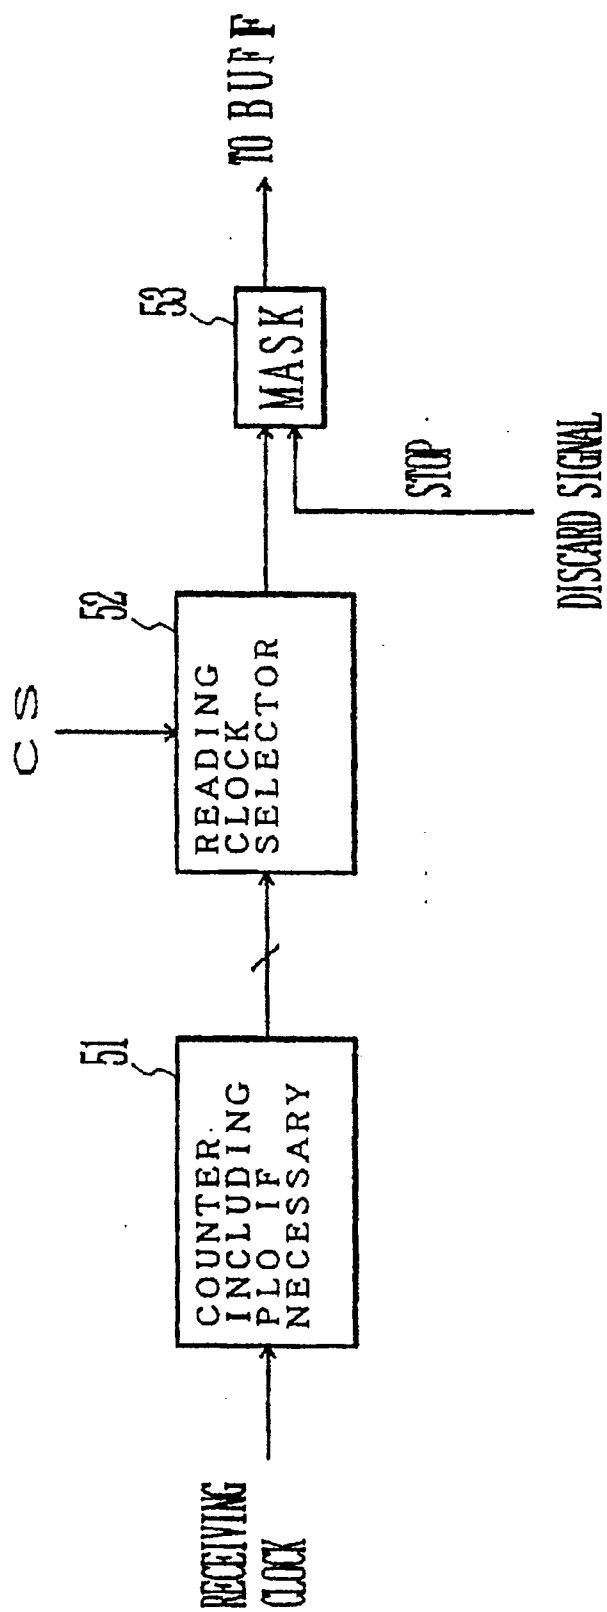 RECEIVING
CLOCK
51
COUNTER
INCLUDING
PLO IF
NECESSARY
CS
52
READING
CLOCK
SELECTOR
53
MASK
STOP
DISCARD SIGNAL
TO BUFF